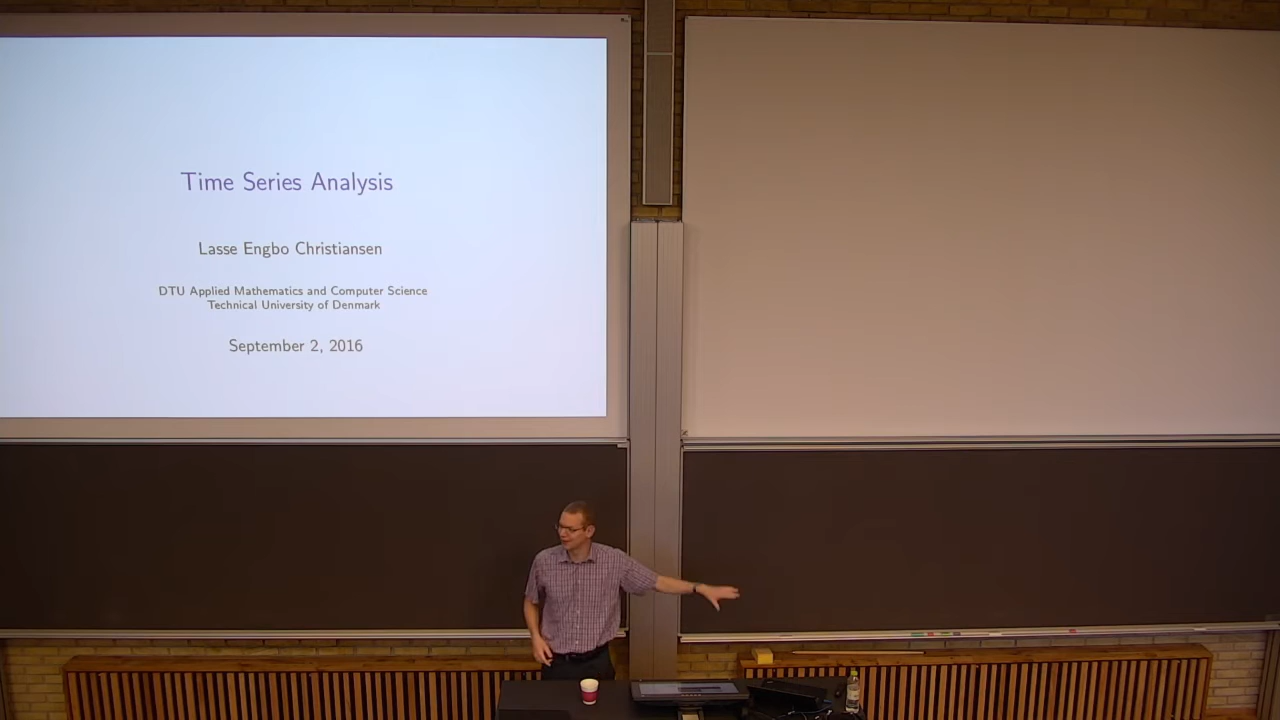 Time Series Analysis
Lasse Engbo Christiansen
DTU Applied Mathematics and Computer Science
Technical University of Denmark
September 2, 2016